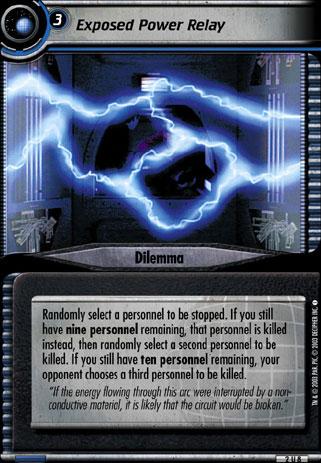 3
Exposed Power Relay
Dilemma
Randomly select a personnel to be stopped. If you still
have nine personnel remaining, that personnel is killed
instead, then randomly select a second personnel to be
killed. If you still have ten personnel remaining, your
opponent chooses a third personnel to be killed.
"If the energy flowing through this arc were interrupted by a non-
conductive material, it is likely that the circuit would be broken."
TM & © 2003 PAR. PIC. © 2003 DECIPHER INC.
2 U 8